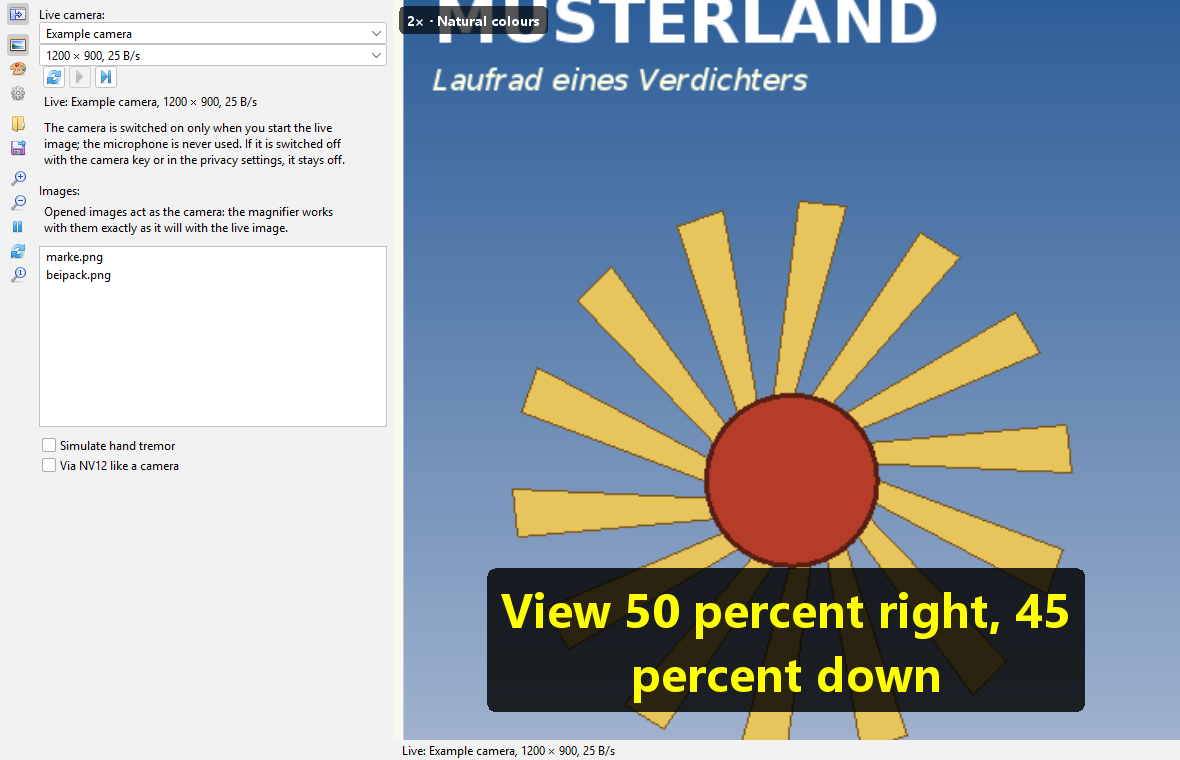 Live camera:
Example camera
1200 × 900, 25 B/s
Live: Example camera, 1200 × 900, 25 B/s
The camera is switched on only when you start the live
image; the microphone is never used. If it is switched off
with the camera key or in the privacy settings, it stays off.
Images:
Opened images act as the camera: the magnifier works
with them exactly as it will with the live image.
marke.png
beipack.png
Simulate hand tremor
Via NV12 like a camera
2× · Natural colours
MUSTERLAND
Laufrad eines Verdichters
View 50 percent right, 45
percent down
Live: Example camera, 1200 × 900, 25 B/s